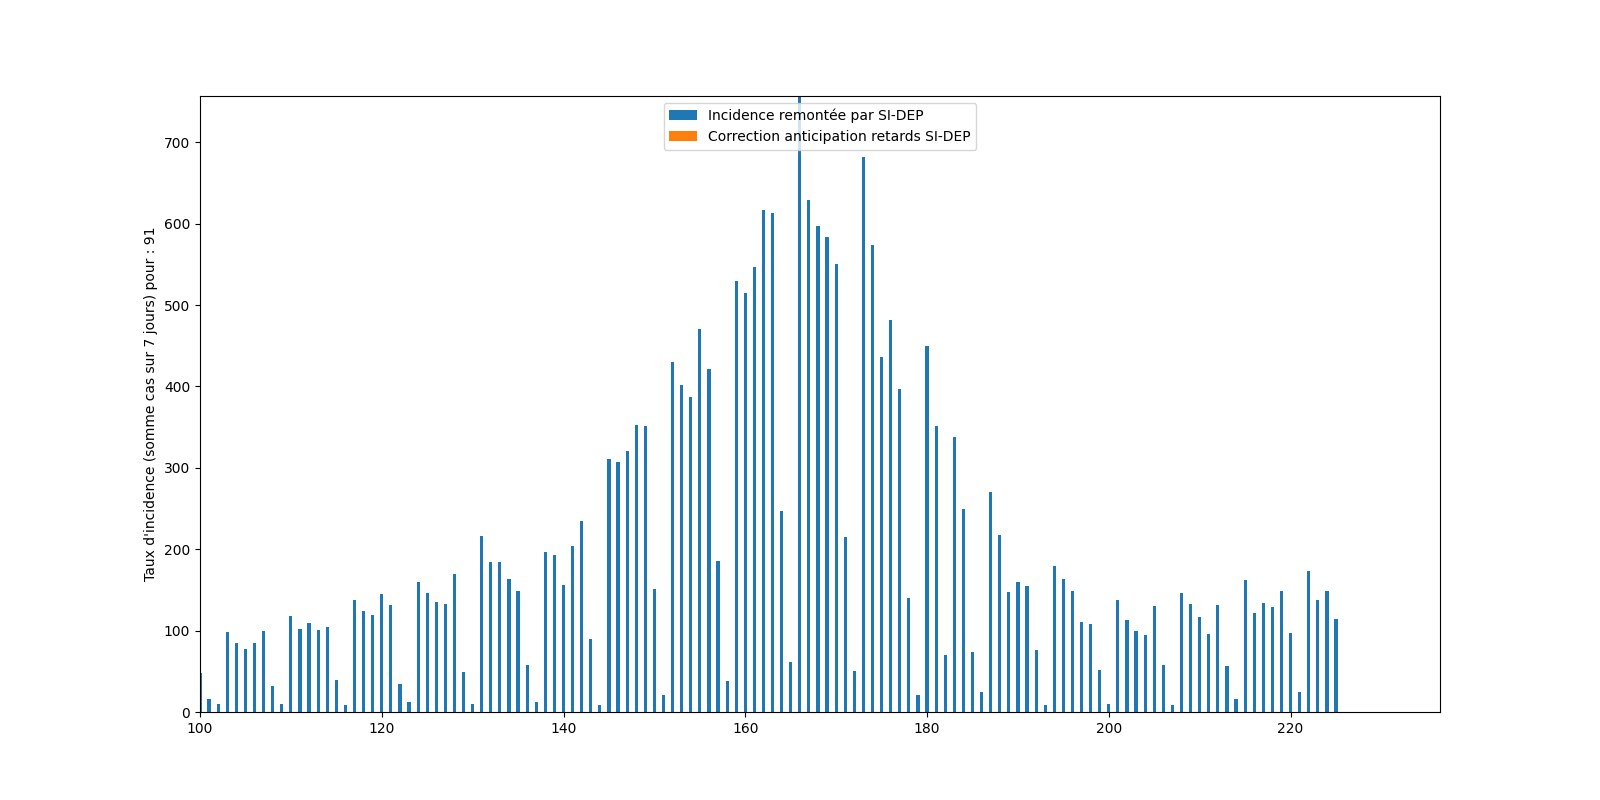 Incidence remontée par SI-DEP
Correction anticipation retards SI-DEP
Taux d'incidence (somme cas sur 7 jours) pour : 91
700
600
500
400
300
200
100
0
100 120 140 160 180 200 220